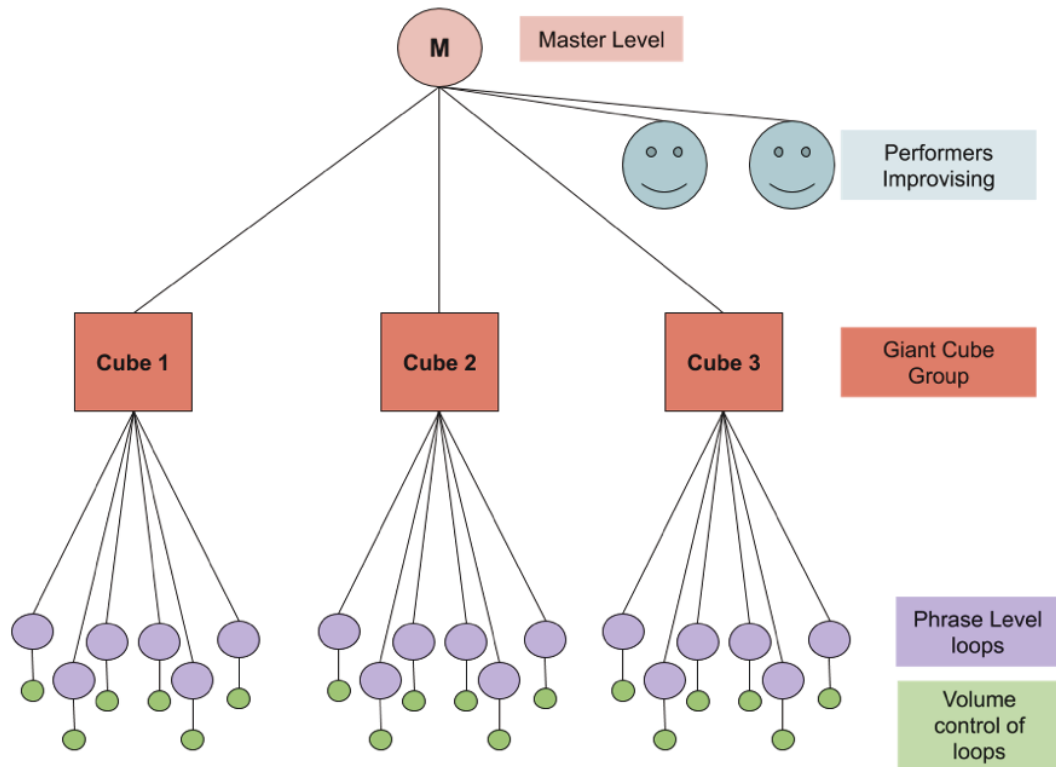 M
Master Level
Performers
Improvising
Cube 1
Cube 2
Cube 3
Giant Cube
Group
Phrase Level
loops
Volume
control of
loops